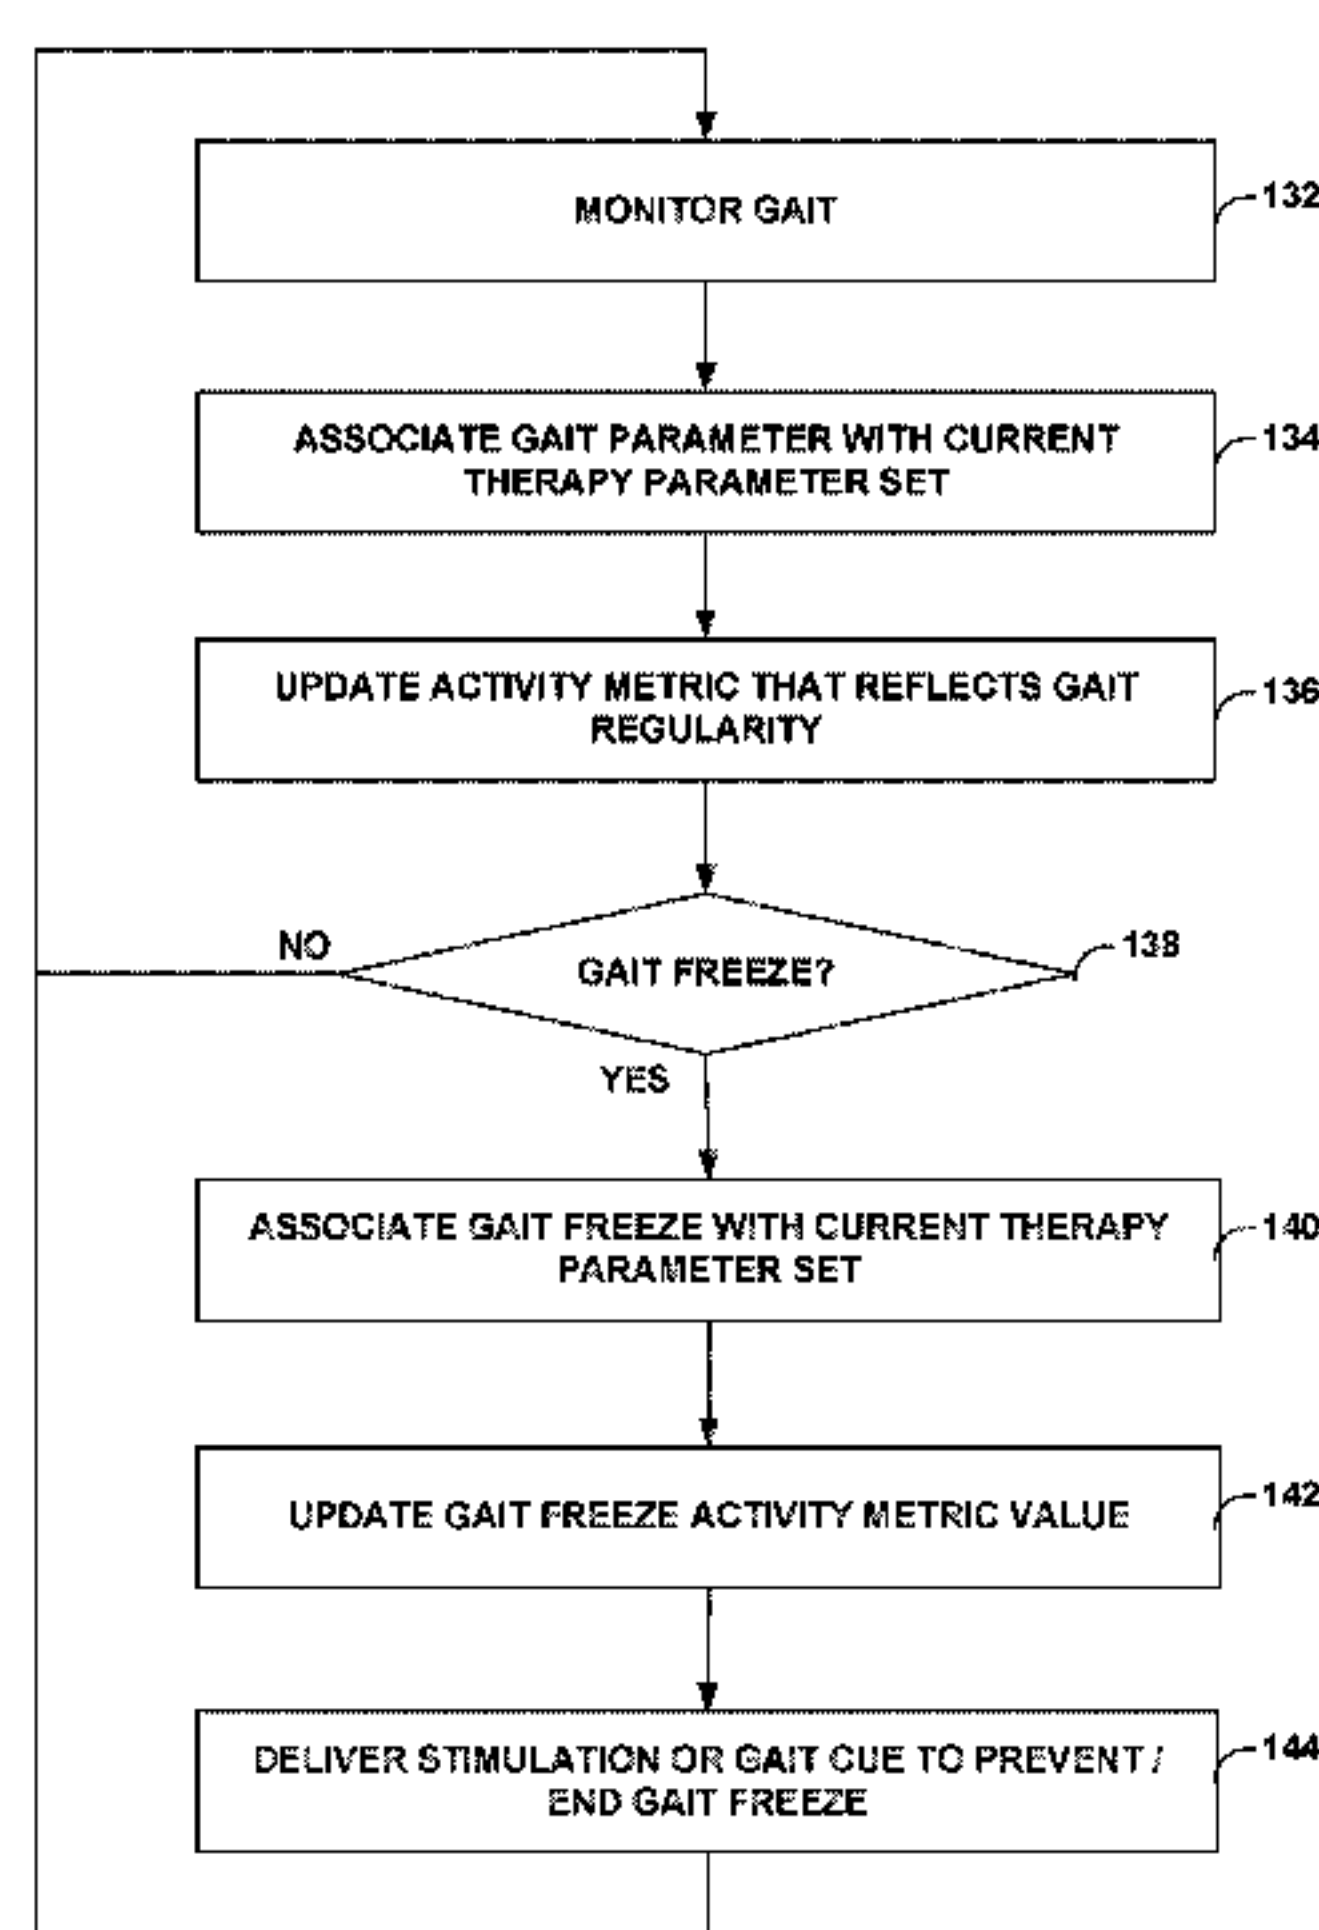 MONITOR GAIT
132
ASSOCIATE GAIT PARAMETER WITH CURRENT
THERAPY PARAMETER SET
134
UPDATE ACTIVITY METRIC THAT REFLECTS GAIT
REGULARITY
136
NO
GAIT FREEZE?
138
YES
ASSOCIATE GAIT FREEZE WITH CURRENT THERAPY
PARAMETER SET
140
UPDATE GAIT FREEZE ACTIVITY METRIC VALUE
142
DELIVER STIMULATION OR GAIT CUE TO PREVENT /
END GAIT FREEZE
144